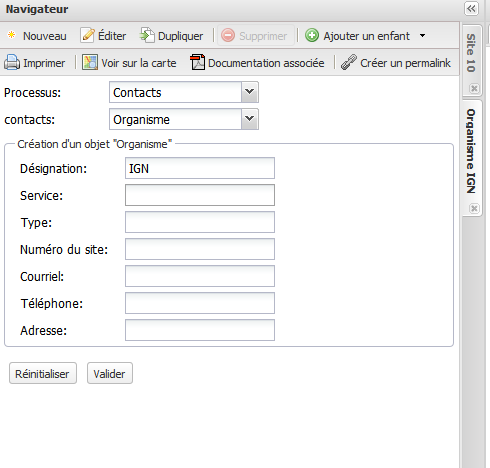 Navigateur
Nouveau Éditer Dupliquer Supprimer Ajouter un enfant
Imprimer Voir sur la carte Documentation associée Créer un permalink
Processus: Contacts
contacts: Organisme
Création d'un objet "Organisme"
Désignation: IGN
Service:
Type:
Numéro du site:
Courriel:
Téléphone:
Adresse:
Réinitialiser Valider
Site 10
Organisme IGN